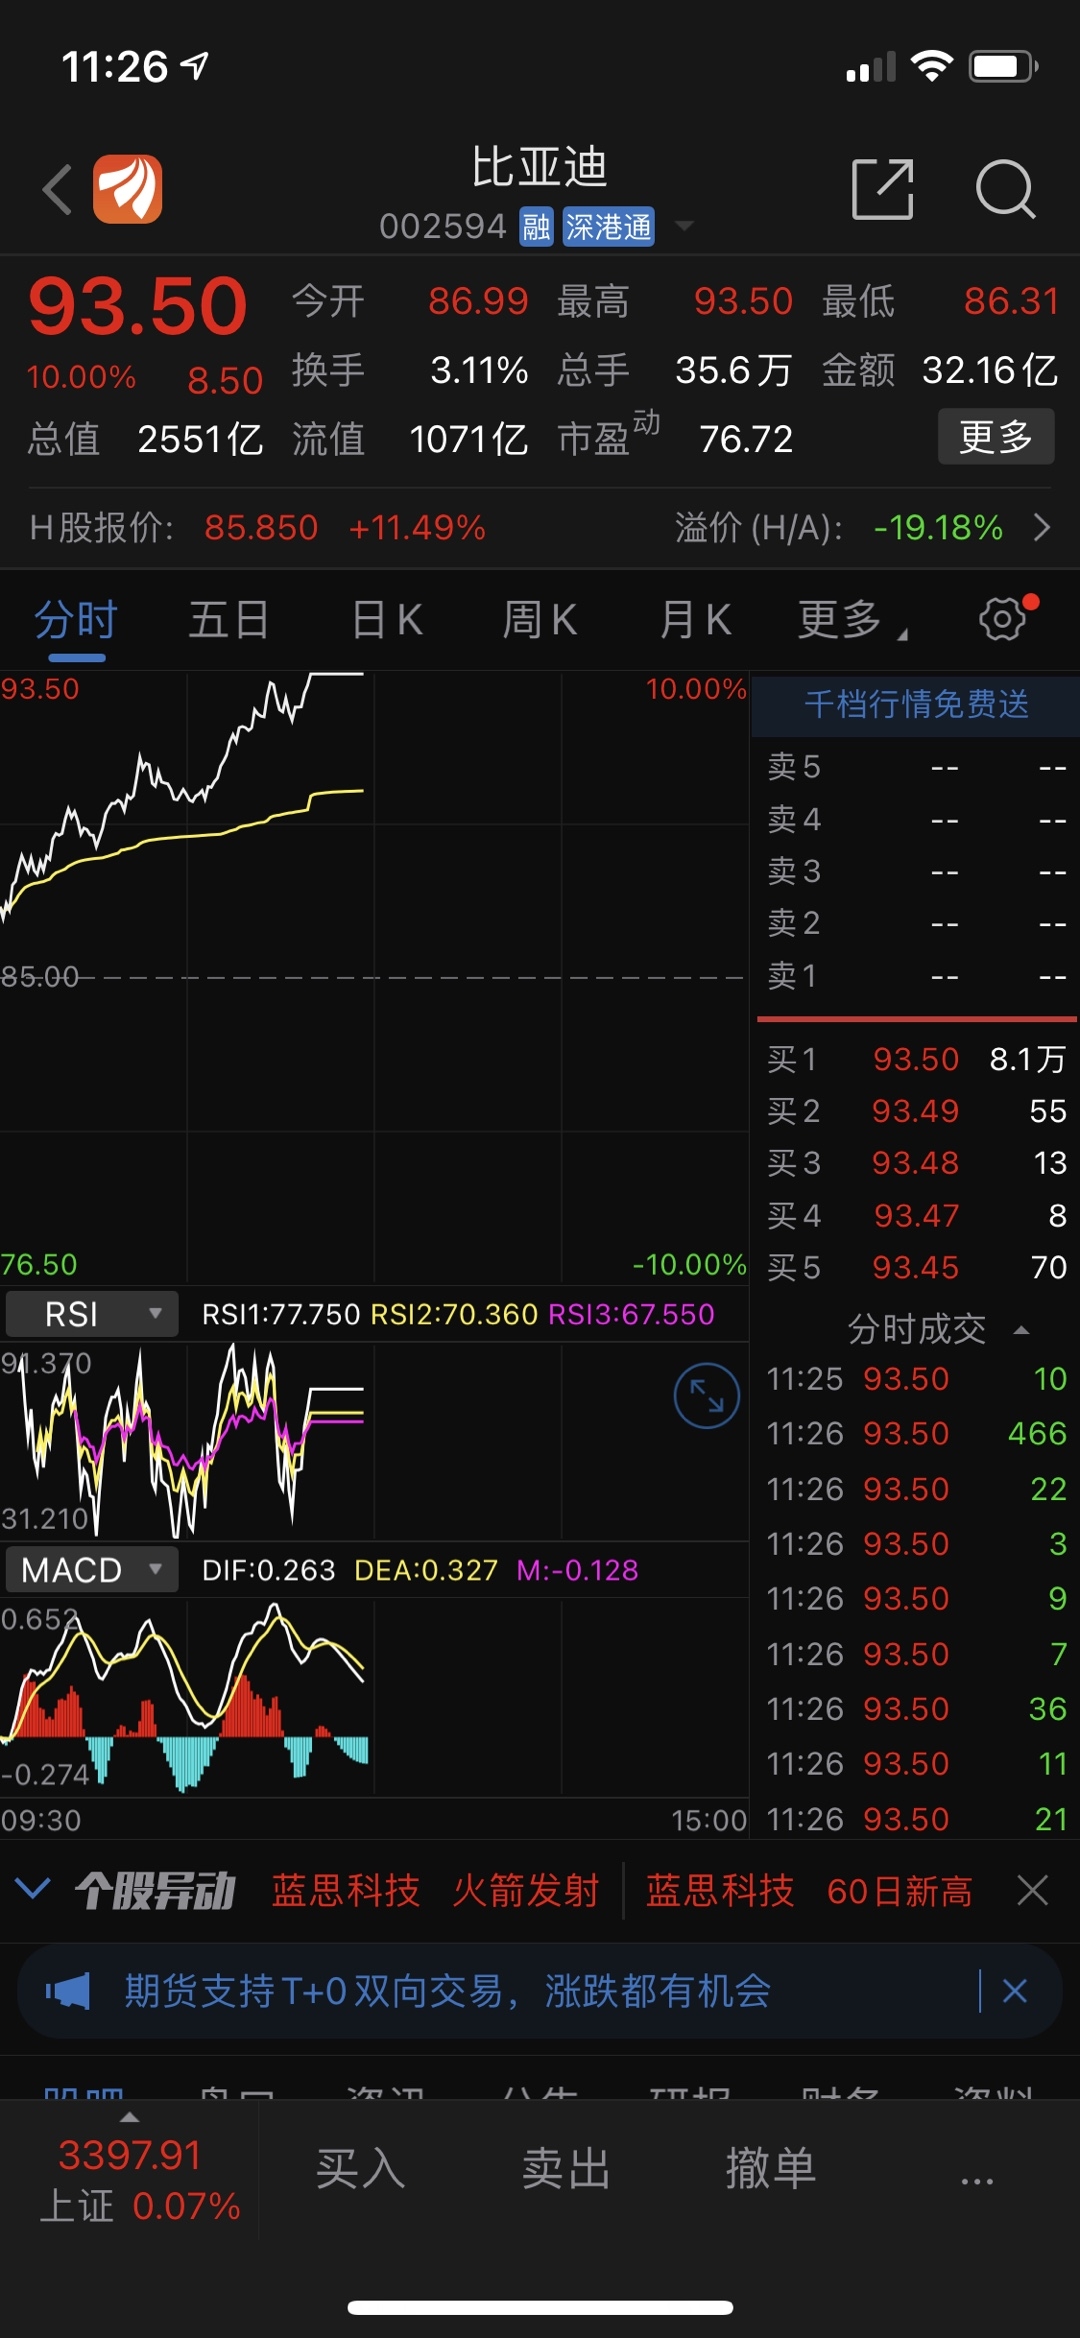 11:26
比亚迪
002594 融 深港通
93.50 今开 86.99 最高 93.50 最低 86.31
10.00% 8.50 换手 3.11% 总手 35.6万 金额 32.16亿
总值 2551亿 流值 1071亿 市盈动 76.72 更多
H股报价: 85.850 +11.49% 溢价(H/A): -19.18%
分时 五日 日K 周K 月K 更多
93.50 10.00%
85.00
76.50 -10.00%
RSI RSI1:77.750 RSI2:70.360 RSI3:67.550
91.370
31.210
MACD DIF:0.263 DEA:0.327 M:-0.128
0.652
-0.274
09:30 15:00
千档行情免费送
卖5 -- --
卖4 -- --
卖3 -- --
卖2 -- --
卖1 -- --
买1 93.50 8.1万
买2 93.49 55
买3 93.48 13
买4 93.47 8
买5 93.45 70
分时成交
11:25 93.50 10
11:26 93.50 466
11:26 93.50 22
11:26 93.50 3
11:26 93.50 9
11:26 93.50 7
11:26 93.50 36
11:26 93.50 11
11:26 93.50 21
个股异动 蓝思科技 火箭发射 蓝思科技 60日新高
期货支持T+0双向交易，涨跌都有机会
股吧 盘口 资讯 公告 研报 财务 资料
3397.91
上证 0.07%
买入 卖出 撤单 ...